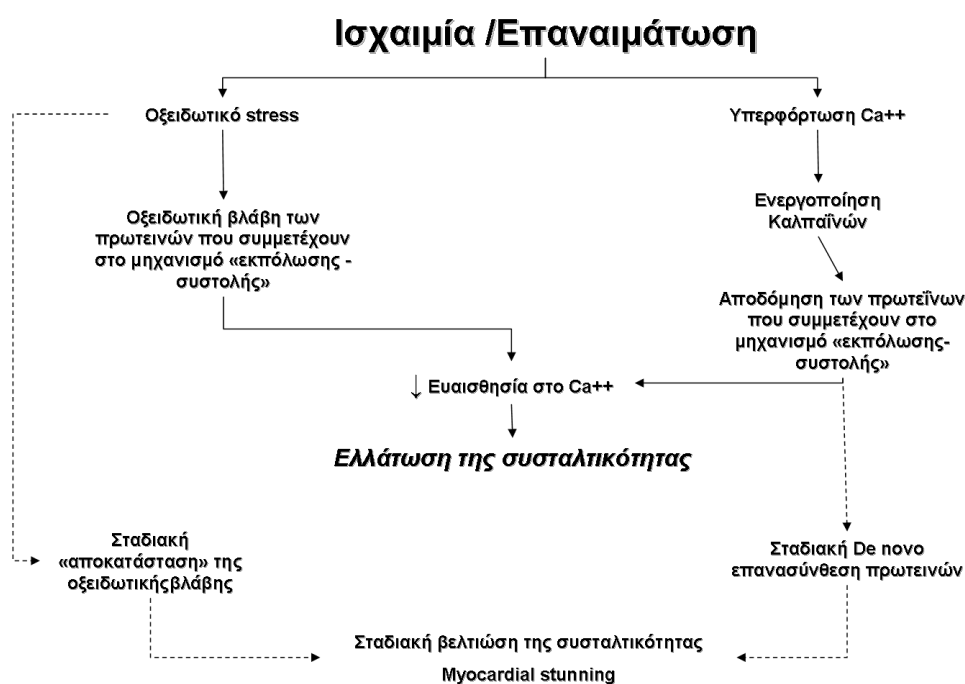 Ισχαιμία /Επαναιμάτωση
Οξειδωτικό stress
Υπερφόρτωση Ca++
Οξειδωτική βλάβη των
πρωτεινών που συμμετέχουν
στο μηχανισμό «εκπόλωσης -
συστολής»
Ενεργοποίηση
Καλπαΐνών
Αποδόμηση των πρωτεΐνων
που συμμετέχουν στο
μηχανισμό «εκπόλωσης-
συστολής»
↓ Ευαισθησία στο Ca++
Ελλάτωση της συσταλτικότητας
Σταδιακή
«αποκατάσταση» της
οξειδωτικήςβλάβης
Σταδιακή De novo
επανασύνθεση πρωτεινών
Σταδιακή βελτιώση της συσταλτικότητας
Myocardial stunning